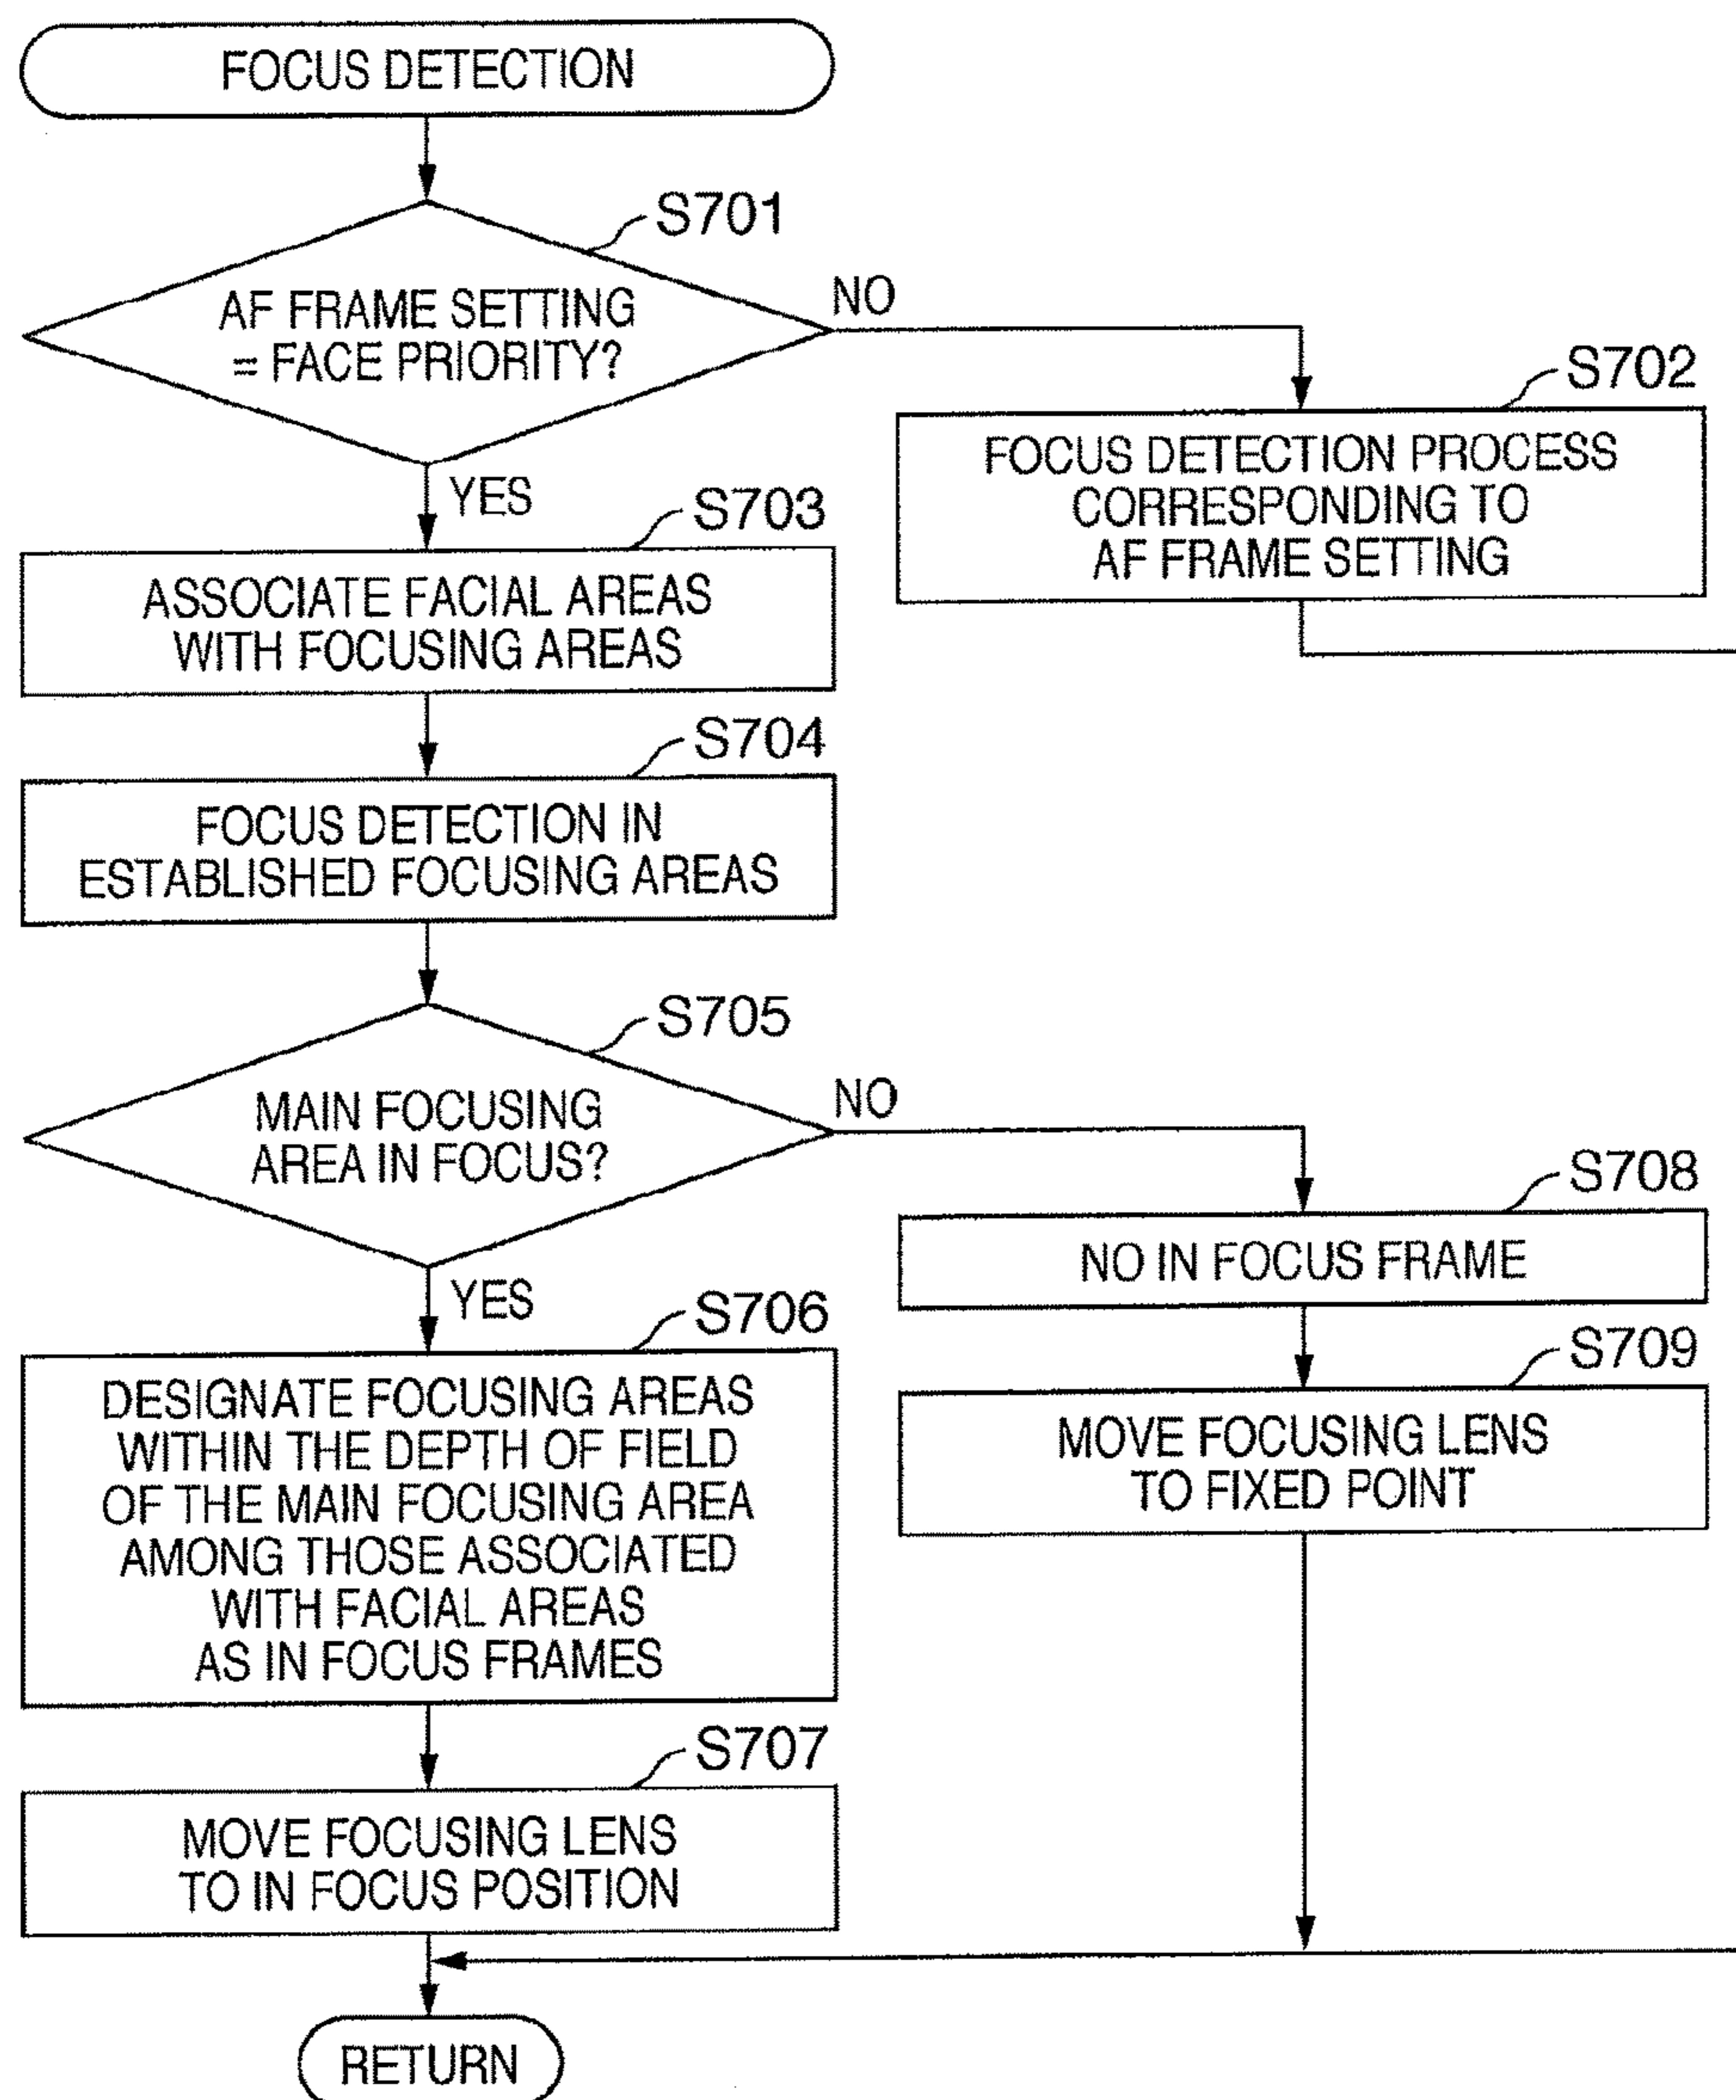 FOCUS DETECTION
S701
AF FRAME SETTING
= FACE PRIORITY?
NO
S702
FOCUS DETECTION PROCESS
CORRESPONDING TO
AF FRAME SETTING
YES
S703
ASSOCIATE FACIAL AREAS
WITH FOCUSING AREAS
S704
FOCUS DETECTION IN
ESTABLISHED FOCUSING AREAS
S705
MAIN FOCUSING
AREA IN FOCUS?
NO
S708
NO IN FOCUS FRAME
S709
MOVE FOCUSING LENS
TO FIXED POINT
YES
S706
DESIGNATE FOCUSING AREAS
WITHIN THE DEPTH OF FIELD
OF THE MAIN FOCUSING AREA
AMONG THOSE ASSOCIATED
WITH FACIAL AREAS
AS IN FOCUS FRAMES
S707
MOVE FOCUSING LENS
TO IN FOCUS POSITION
RETURN